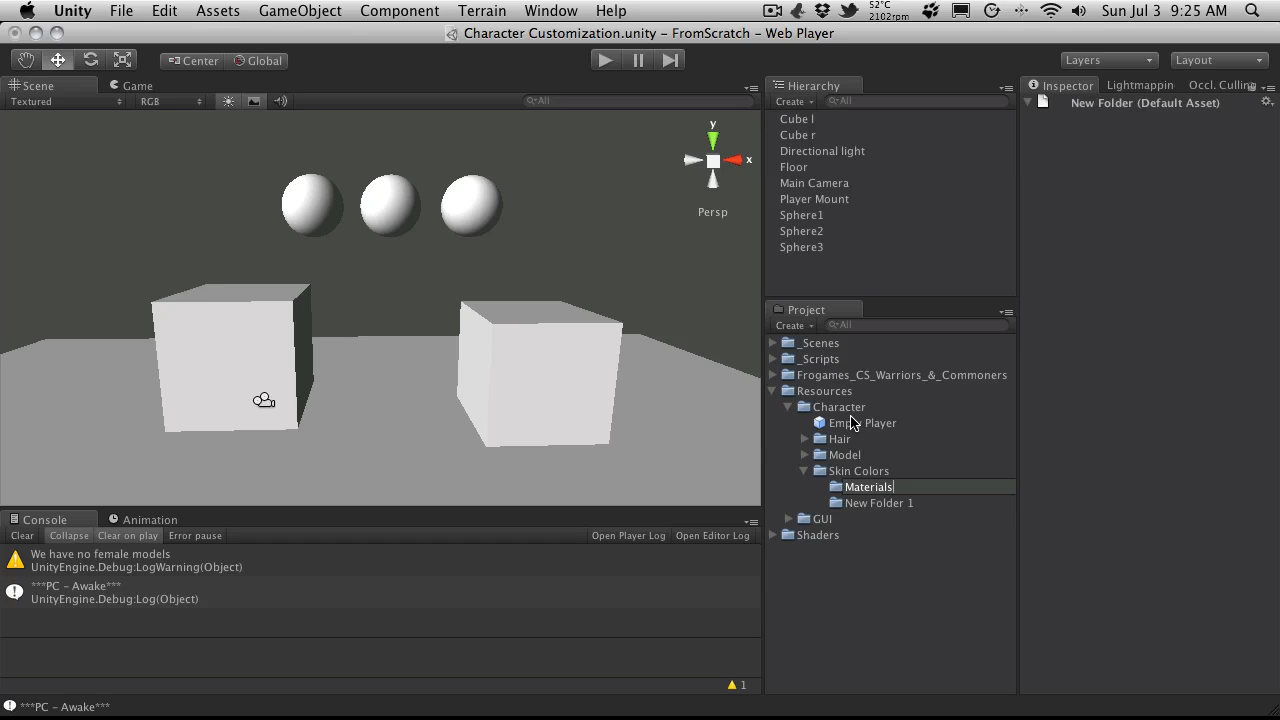 Unity File Edit Assets GameObject Component Terrain Window Help 52°C 2102rpm Sun Jul 3 9:25 AM
Character Customization.unity – FromScratch – Web Player
Center Global Layers Layout
Scene Game
Textured RGB All
y
x
Persp
Hierarchy
Create All
Cube l
Cube r
Directional light
Floor
Main Camera
Player Mount
Sphere1
Sphere2
Sphere3
Project
Create All
_Scenes
_Scripts
Frogames_CS_Warriors_&_Commoners
Resources
Character
Player
Hair
Model
Skin Colors
Materials
New Folder 1
GUI
Shaders
Inspector Lightmappin Occl. Culling
New Folder (Default Asset)
Console Animation
Clear Collapse Clear on play Error pause Open Player Log Open Editor Log
We have no female models
UnityEngine.Debug:LogWarning(Object)
***PC – Awake***
UnityEngine.Debug:Log(Object)
1
***PC – Awake***